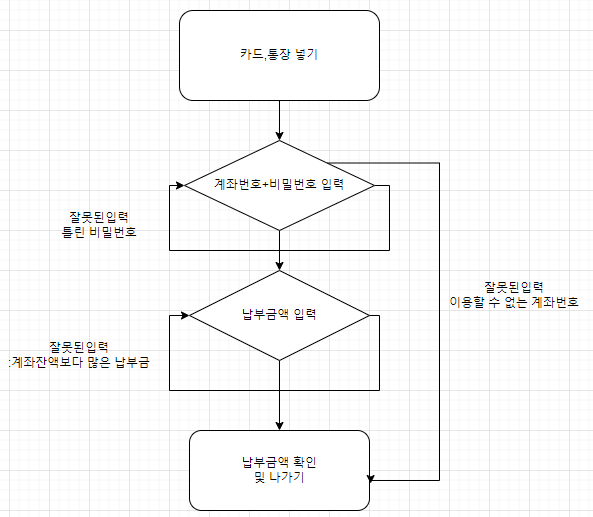 카드,통장 넣기
계좌번호+비밀번호 입력
잘못된입력
틀린 비밀번호
잘못된입력
이용할 수 없는 계좌번호
납부금액 입력
잘못된입력
:계좌잔액보다 많은 납부금
납부금액 확인
및 나가기